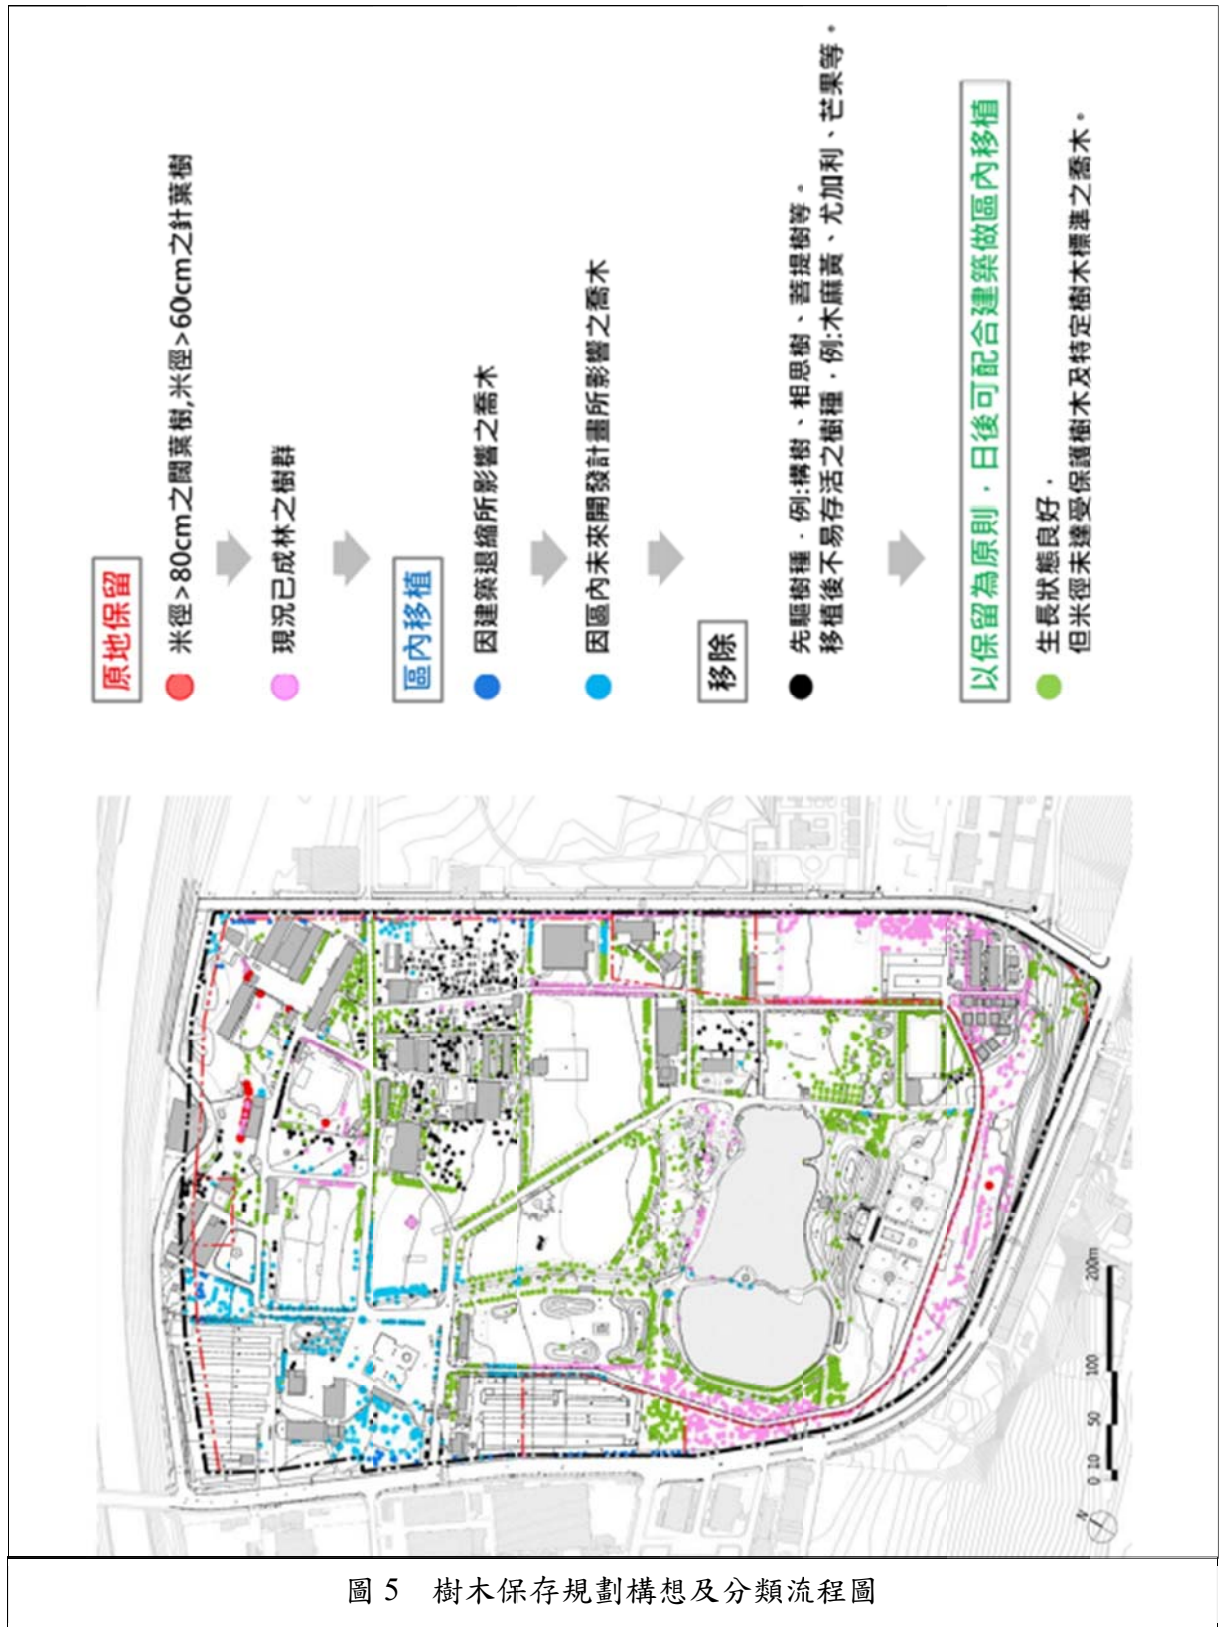 原地保留
米徑>80cm之闊葉樹,米徑>60cm之針葉樹
現況已成林之樹群
區內移植
因建築退縮所影響之喬木
因區內未來開發計畫所影響之喬木
移除
先驅樹種，例:構樹、相思樹、菩提樹等。
移植後不易存活之樹種，例:木麻黃、尤加利、芒果等。
以保留為原則，日後可配合建築做區內移植
生長狀態良好，
但米徑未達受保護樹木及特定樹木標準之喬木。
N
0 10 50 100 200m
圖 5　樹木保存規劃構想及分類流程圖